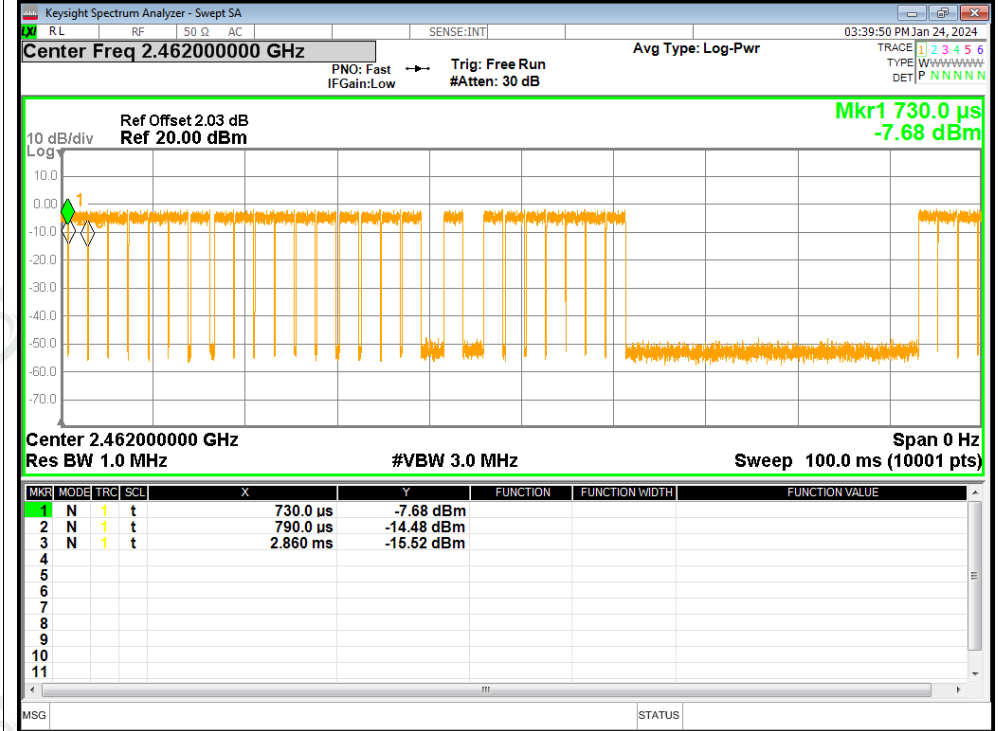 Keysight Spectrum Analyzer - Swept SA
LXI RL RF 50 Ω AC SENSE:INT 03:39:50 PM Jan 24, 2024
Center Freq 2.462000000 GHz
Avg Type: Log-Pwr
TRACE 1 2 3 4 5 6
PNO: Fast Trig: Free Run
TYPE WWWWWW
IFGain:Low #Atten: 30 dB
DET P N N N N N
Mkr1 730.0 µs
-7.68 dBm
Ref Offset 2.03 dB
10 dB/div Ref 20.00 dBm
Log
10.0
0.00
-10.0
-20.0
-30.0
-40.0
-50.0
-60.0
-70.0
1
Center 2.462000000 GHz Span 0 Hz
Res BW 1.0 MHz #VBW 3.0 MHz Sweep 100.0 ms (10001 pts)
MKR MODE TRC SCL X Y FUNCTION FUNCTION WIDTH FUNCTION VALUE
1 N 1 t 730.0 µs -7.68 dBm
2 N 1 t 790.0 µs -14.48 dBm
3 N 1 t 2.860 ms -15.52 dBm
4
5
6
7
8
9
10
11
MSG STATUS